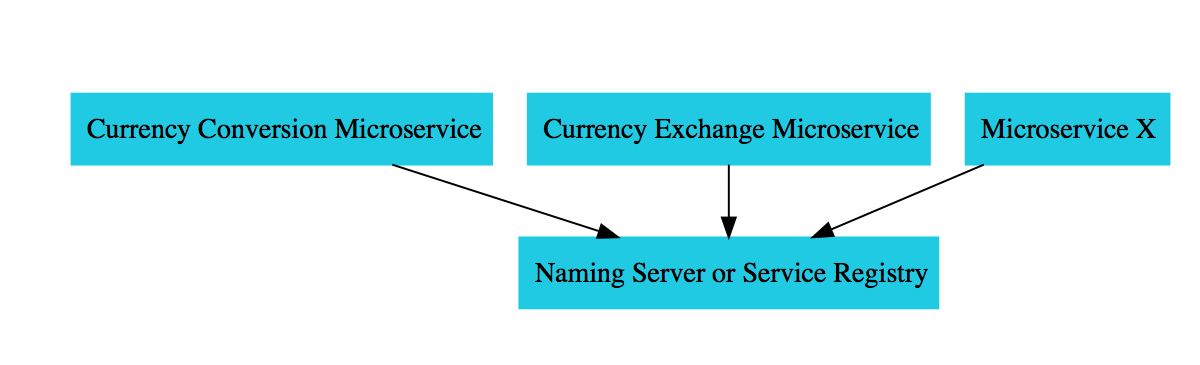 Currency Conversion Microservice
Currency Exchange Microservice
Microservice X
Naming Server or Service Registry